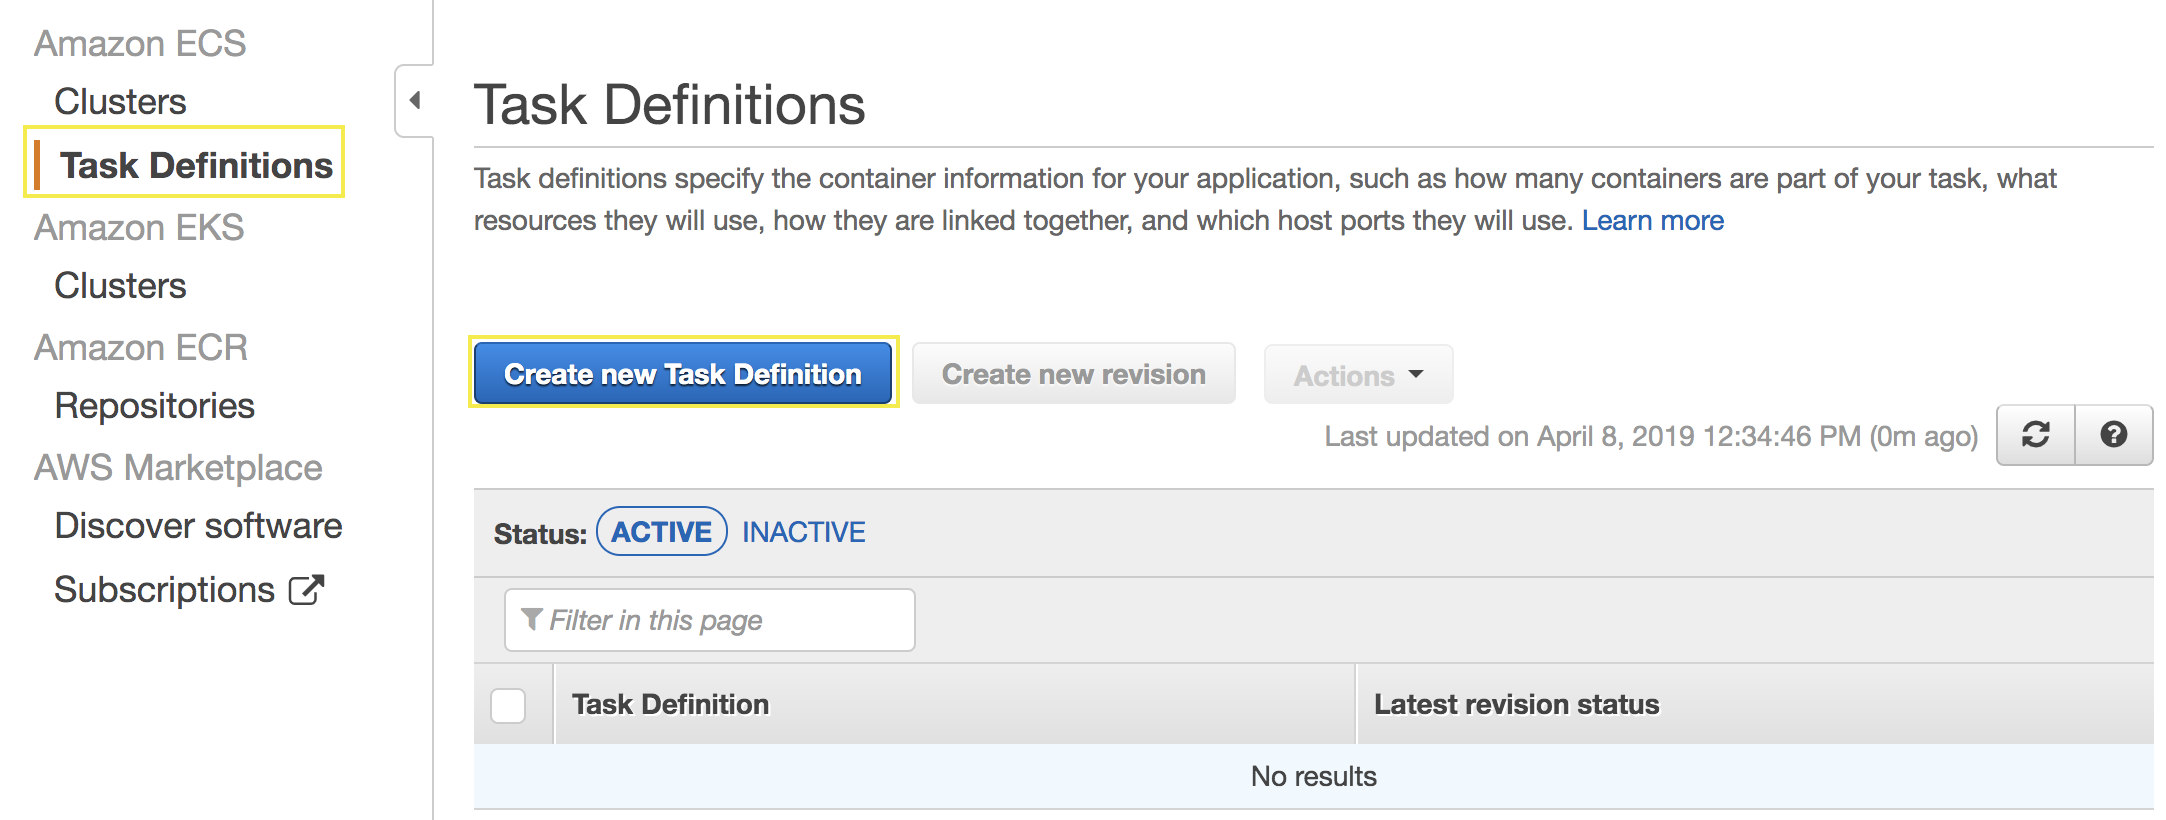 Amazon ECS
Clusters
Task Definitions
Amazon EKS
Clusters
Amazon ECR
Repositories
AWS Marketplace
Discover software
Subscriptions
Task Definitions
Task definitions specify the container information for your application, such as how many containers are part of your task, what
resources they will use, how they are linked together, and which host ports they will use. Learn more
Create new Task Definition Create new revision Actions
Last updated on April 8, 2019 12:34:46 PM (0m ago)
Status: ACTIVE INACTIVE
Filter in this page
Task Definition Latest revision status
No results